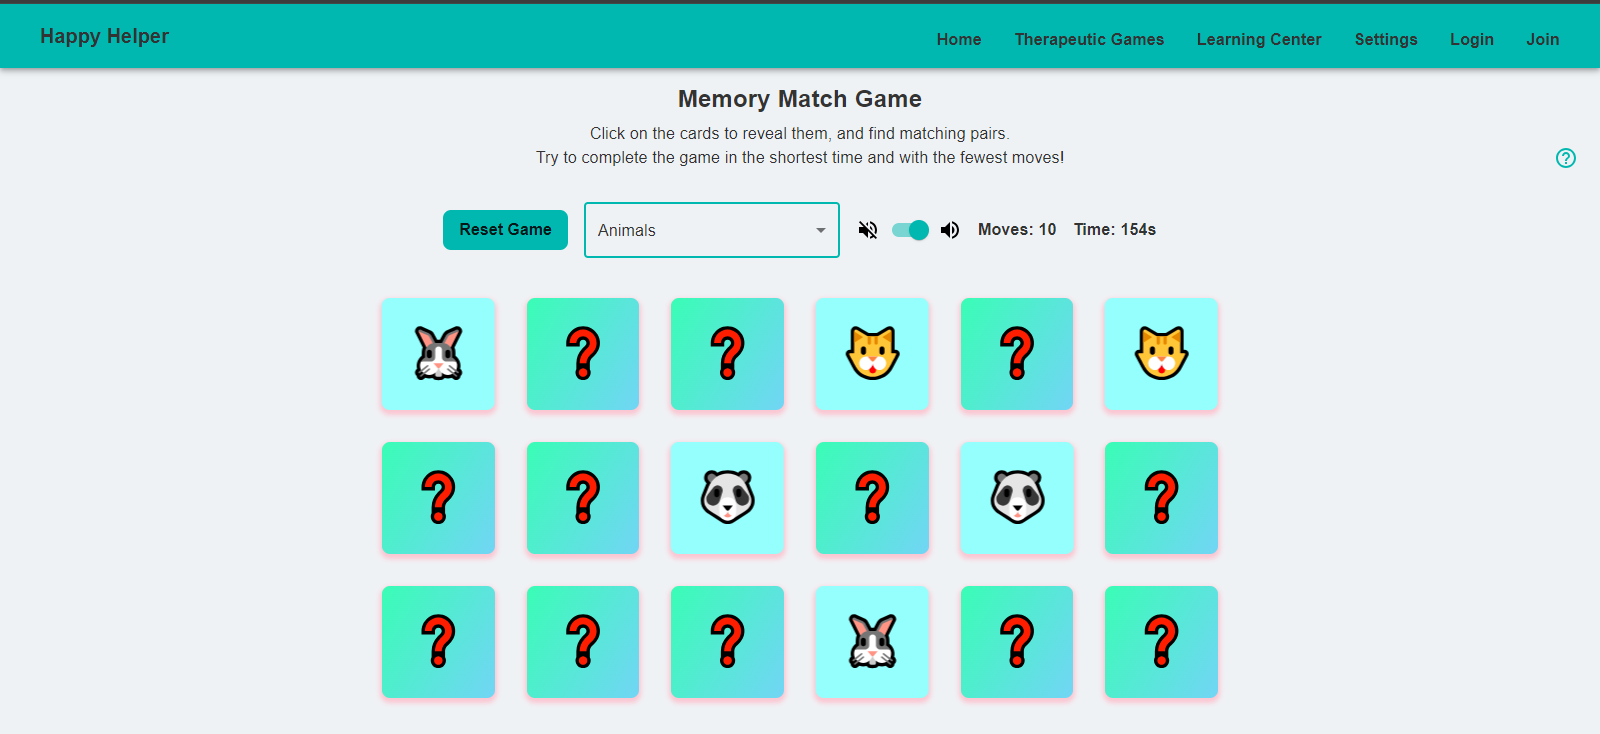 Happy Helper
Home Therapeutic Games Learning Center Settings Login Join
Memory Match Game
Click on the cards to reveal them, and find matching pairs.
Try to complete the game in the shortest time and with the fewest moves!
?
Reset Game Animals Moves: 10 Time: 154s
? ? ?
? ? ? ?
? ? ? ? ?